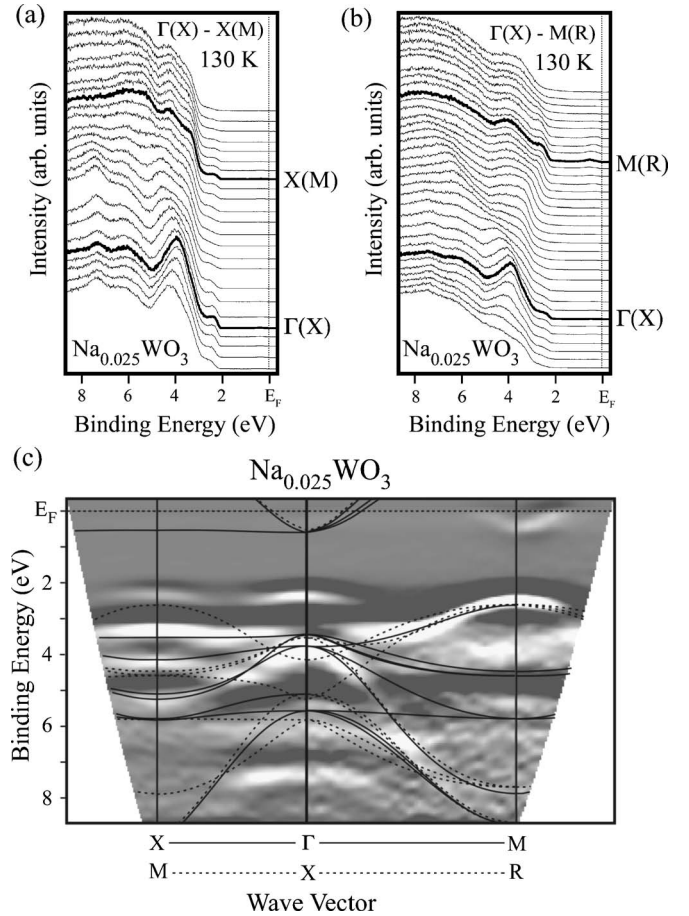 (a)
Γ(X) - X(M)
130 K
Intensity (arb. units)
X(M)
Γ(X)
Na0.025WO3
8 6 4 2 EF
Binding Energy (eV)
(b)
Γ(X) - M(R)
130 K
Intensity (arb. units)
M(R)
Γ(X)
Na0.025WO3
8 6 4 2 EF
Binding Energy (eV)
(c)
Na0.025WO3
EF
2
4
6
8
Binding Energy (eV)
X Γ M
M X R
Wave Vector